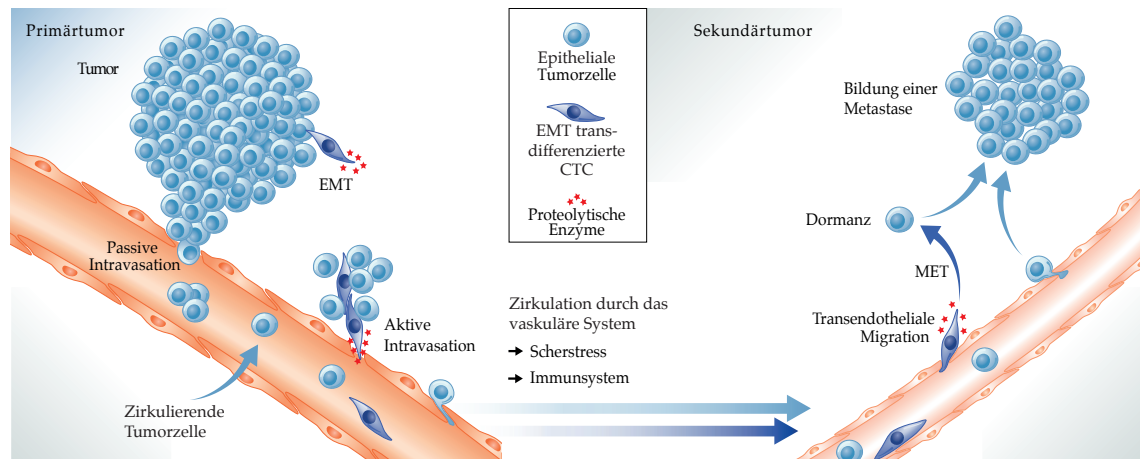 Primärtumor
Tumor
EMT
Passive
Intravasation
Aktive
Intravasation
Zirkulierende
Tumorzelle
Epitheliale
Tumorzelle
EMT trans-
differenzierte
CTC
Proteolytische
Enzyme
Zirkulation durch das
vaskuläre System
→ Scherstress
→ Immunsystem
Sekundärtumor
Bildung einer
Metastase
Dormanz
MET
Transendotheliale
Migration